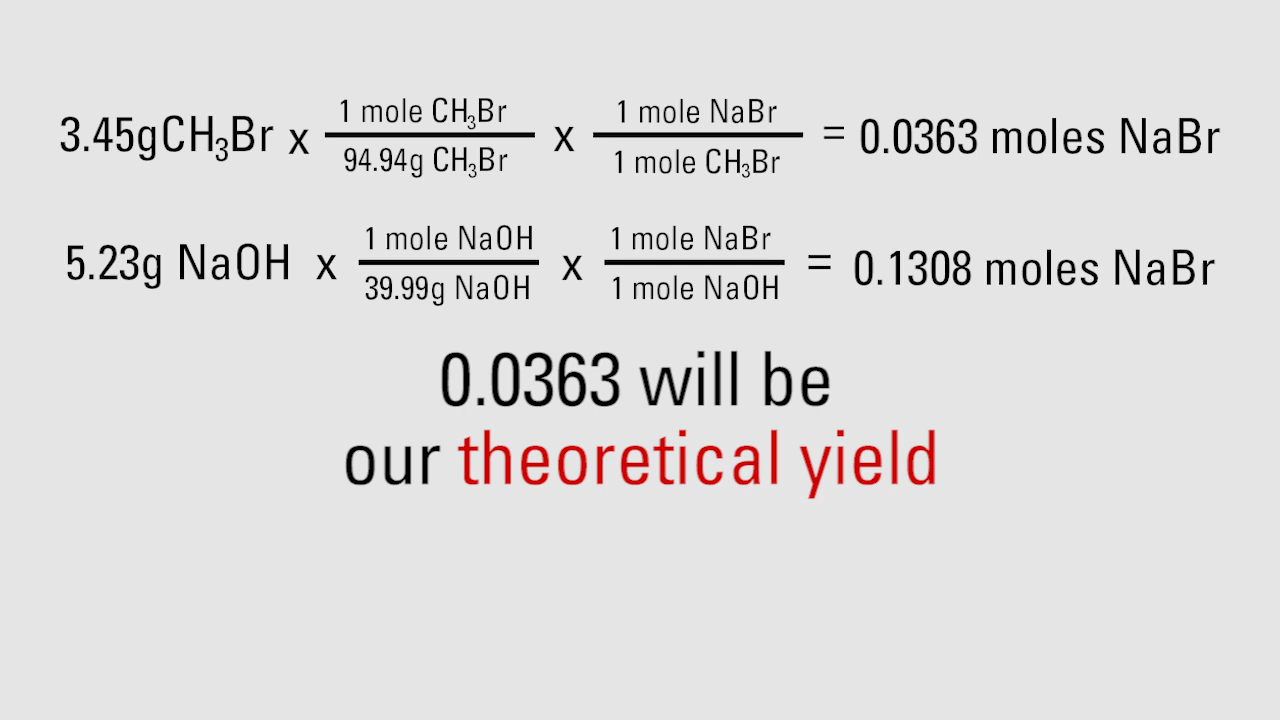 3.45gCH₃Br x 1 mole CH₃Br / 94.94g CH₃Br x 1 mole NaBr / 1 mole CH₃Br = 0.0363 moles NaBr
5.23g NaOH x 1 mole NaOH / 39.99g NaOH x 1 mole NaBr / 1 mole NaOH = 0.1308 moles NaBr
0.0363 will be
our theoretical yield